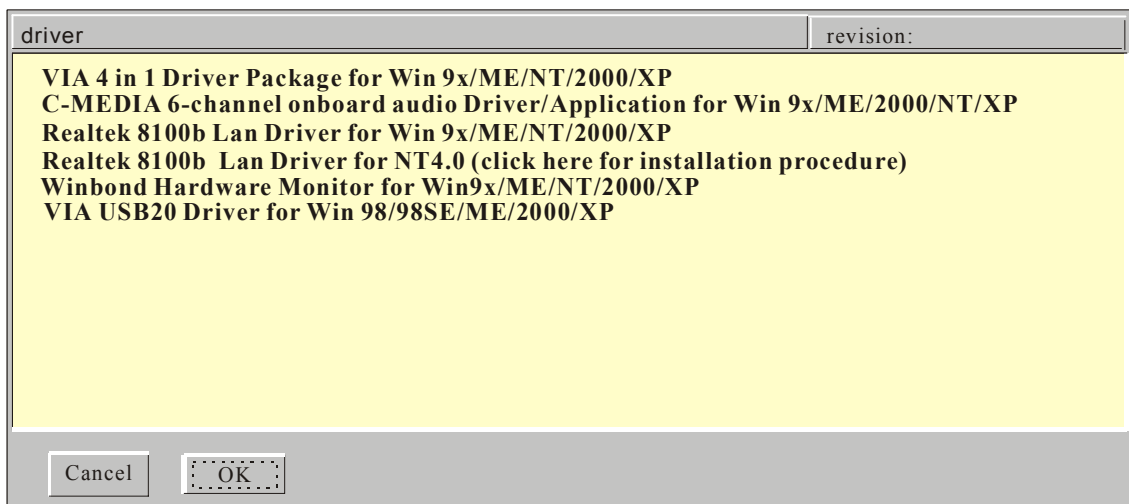 driver revision:
VIA 4 in 1 Driver Package for Win 9x/ME/NT/2000/XP
C-MEDIA 6-channel onboard audio Driver/Application for Win 9x/ME/2000/NT/XP
Realtek 8100b Lan Driver for Win 9x/ME/NT/2000/XP
Realtek 8100b Lan Driver for NT4.0 (click here for installation procedure)
Winbond Hardware Monitor for Win9x/ME/NT/2000/XP
VIA USB20 Driver for Win 98/98SE/ME/2000/XP
Cancel OK